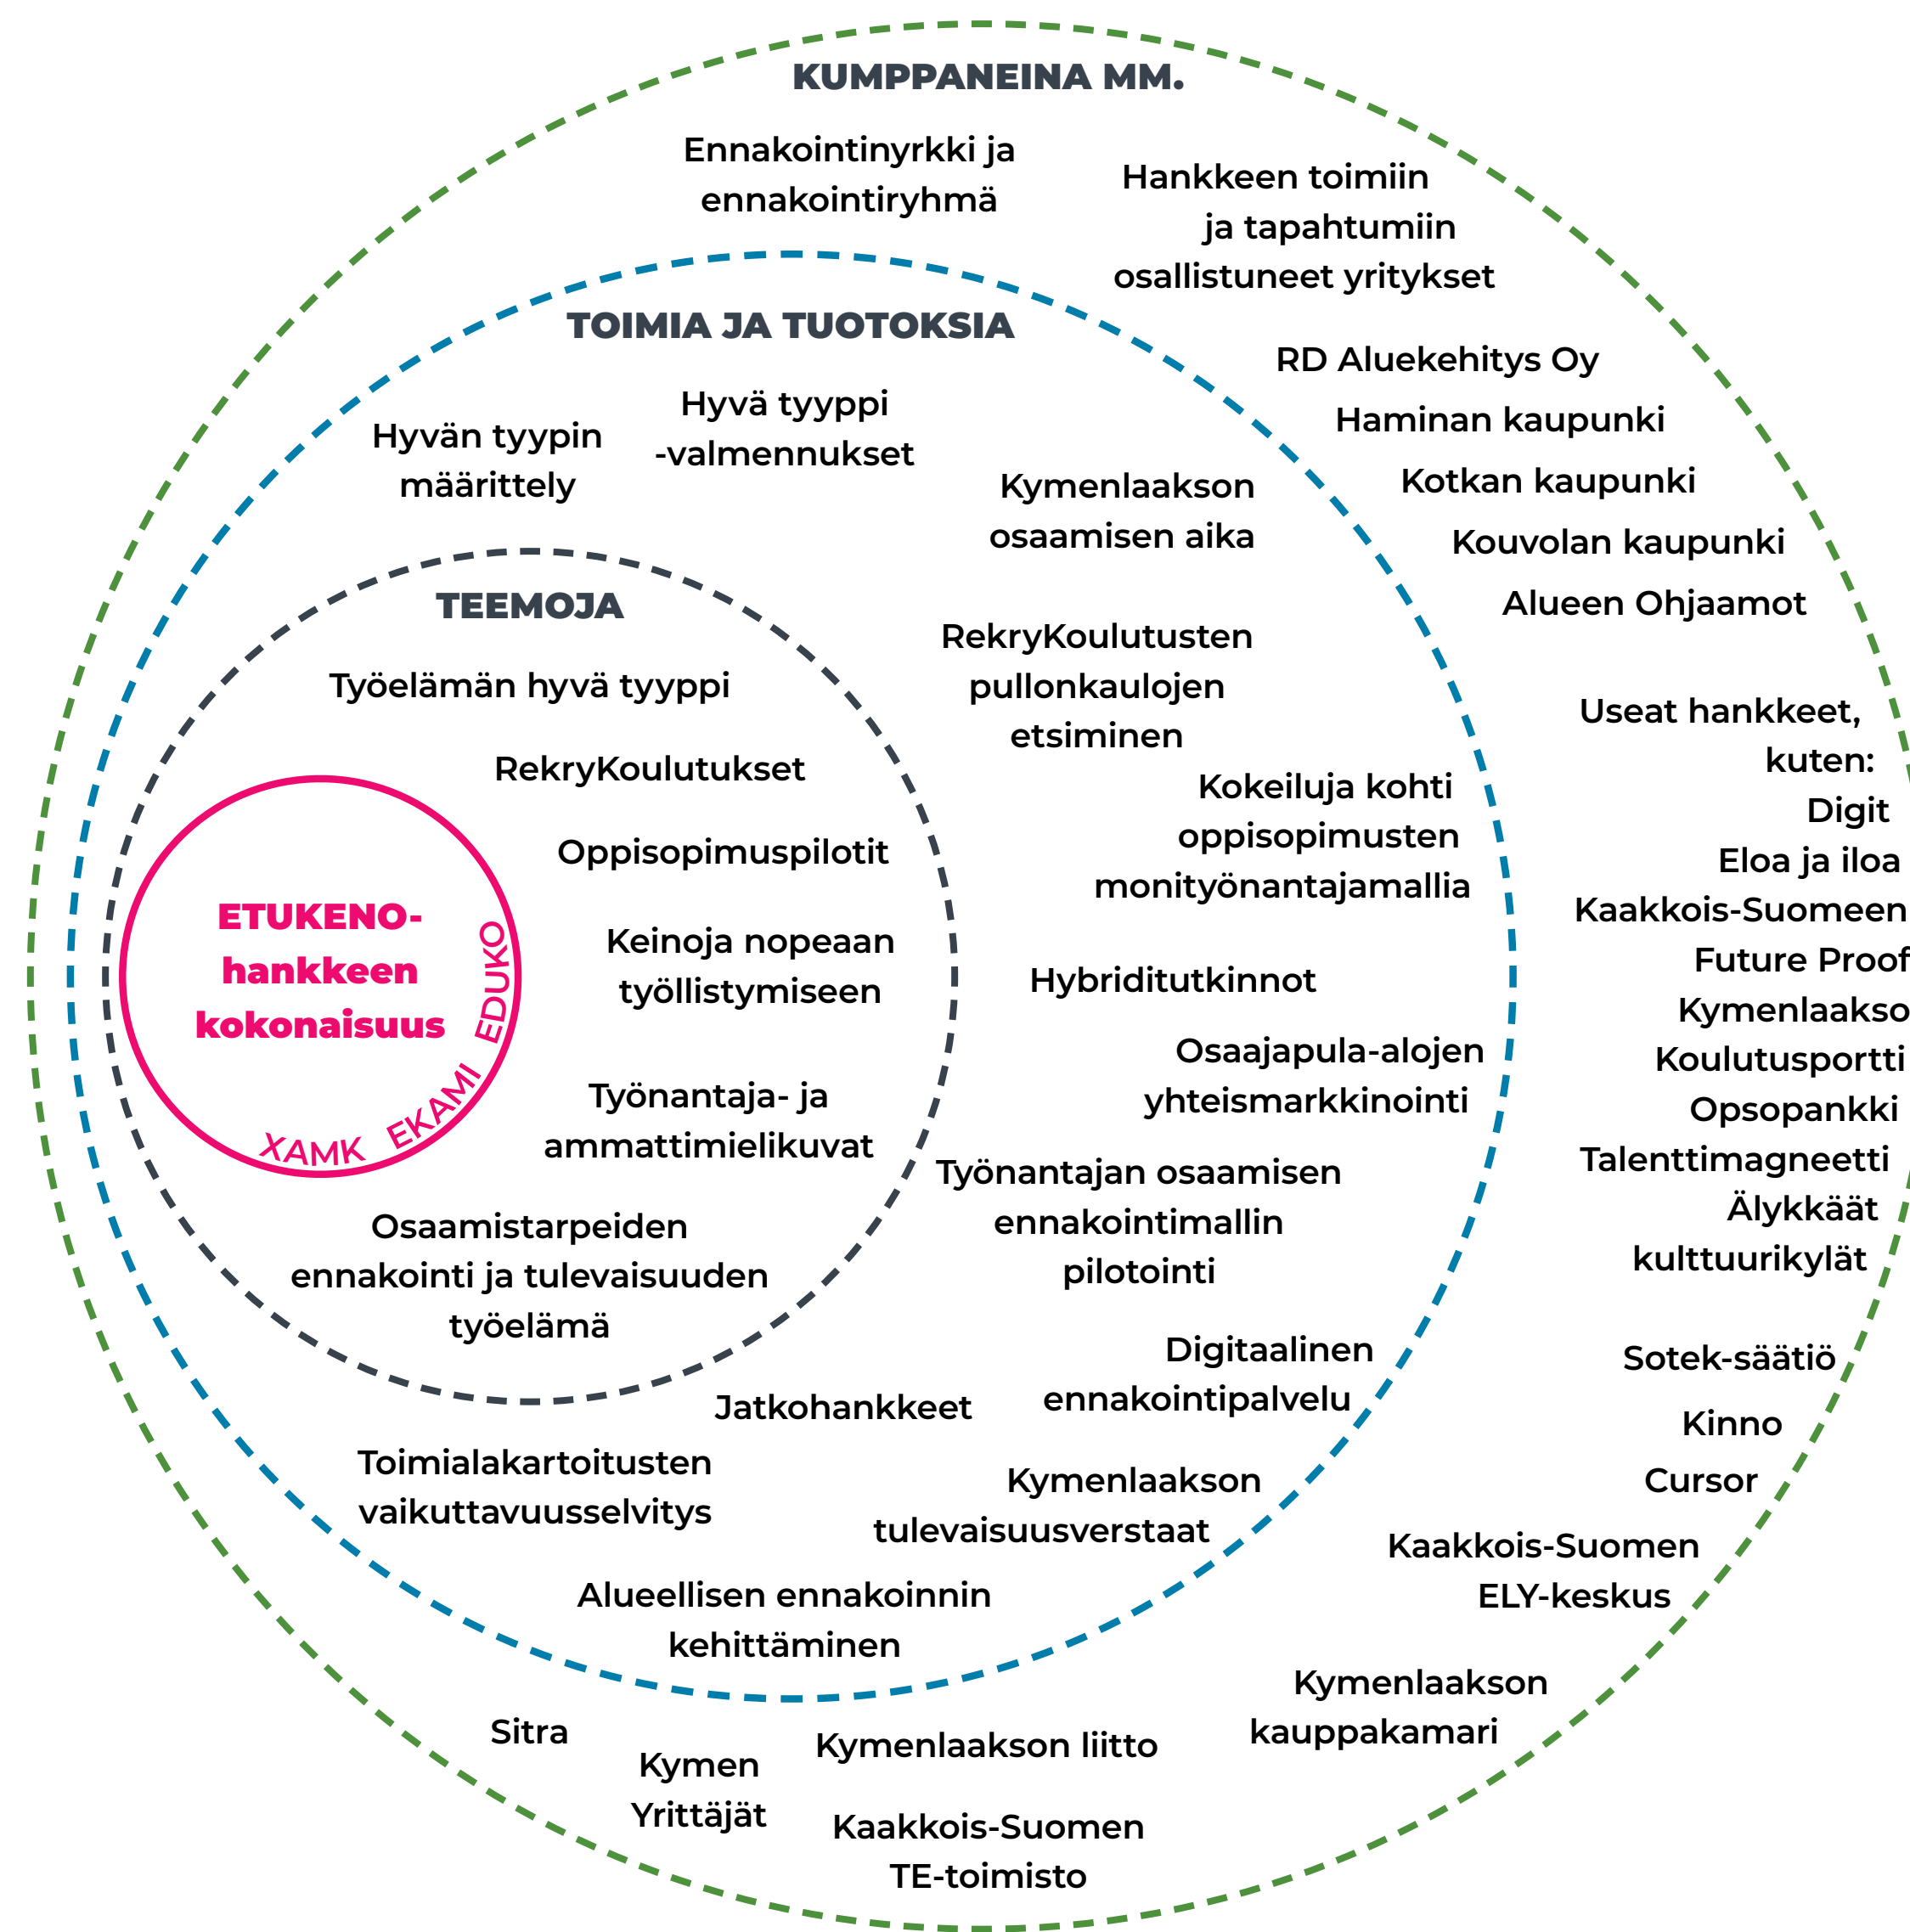 KUMPPANEINA MM.
Ennakointinyrkki ja
ennakointiryhmä
Hankkeen toimiin
ja tapahtumiin
osallistuneet yritykset
RD Aluekehitys Oy
Haminan kaupunki
Kotkan kaupunki
Kouvolan kaupunki
Alueen Ohjaamot
Useat hankkeet,
kuten:
Digit
Eloa ja iloa
Kaakkois-Suomeen
Future Proof
Kymenlaakso
Koulutusportti
Opsopankki
Talenttimagneetti
Älykkäät
kulttuurikylät
Sotek-säätiö
Kinno
Cursor
Kaakkois-Suomen
ELY-keskus
Kymenlaakson
kauppakamari
Kymenlaakson liitto
Kaakkois-Suomen
TE-toimisto
Kymen
Yrittäjät
Sitra
TOIMIA JA TUOTOKSIA
Hyvän tyypin
määrittely
Hyvä tyyppi
-valmennukset
Kymenlaakson
osaamisen aika
RekryKoulutusten
pullonkaulojen
etsiminen
Kokeiluja kohti
oppisopimusten
monityönantajamallia
Hybriditutkinnot
Osaajapula-alojen
yhteismarkkinointi
Työnantajan osaamisen
ennakointimallin
pilotointi
Digitaalinen
ennakointipalvelu
Jatkohankkeet
Kymenlaakson
tulevaisuusverstaat
Toimialakartoitusten
vaikuttavuusselvitys
Alueellisen ennakoinnin
kehittäminen
TEEMOJA
Työelämän hyvä tyyppi
RekryKoulutukset
Oppisopimuspilotit
Keinoja nopeaan
työllistymiseen
Työnantaja- ja
ammattimielikuvat
Osaamistarpeiden
ennakointi ja tulevaisuuden
työelämä
ETUKENO-
hankkeen
kokonaisuus
XAMK EKAMI EDUKO